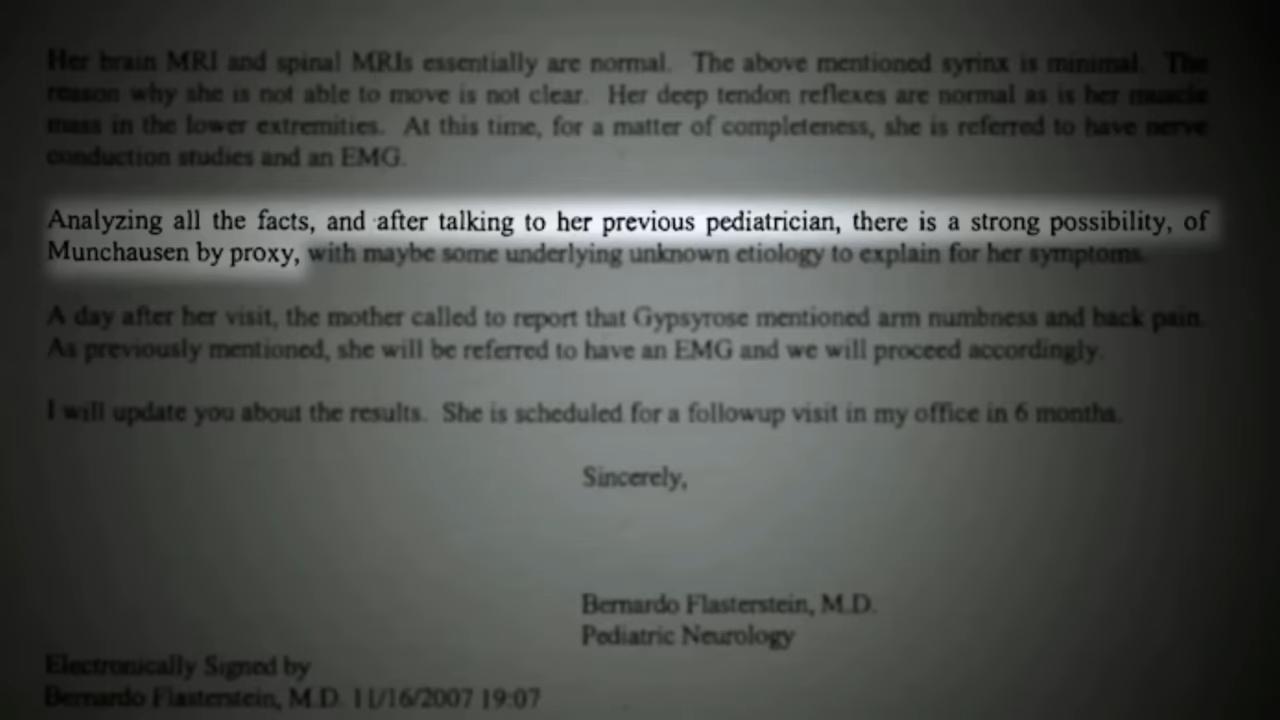 Her brain MRI and spinal MRIs essentially are normal. The above mentioned syrinx is minimal. The
reason why she is not able to move is not clear. Her deep tendon reflexes are normal as is her muscle
mass in the lower extremities. At this time, for a matter of completeness, she is referred to have nerve
conduction studies and an EMG.
Analyzing all the facts, and after talking to her previous pediatrician, there is a strong possibility, of
Munchausen by proxy, with maybe some underlying unknown etiology to explain for her symptoms.
A day after her visit, the mother called to report that Gypsyrose mentioned arm numbness and back pain.
As previously mentioned, she will be referred to have an EMG and we will proceed accordingly.
I will update you about the results. She is scheduled for a followup visit in my office in 6 months.
Sincerely,
Bernardo Flasterstein, M.D.
Pediatric Neurology
Electronically Signed by
Bernardo Flasterstein, M.D. 11/16/2007 19:07